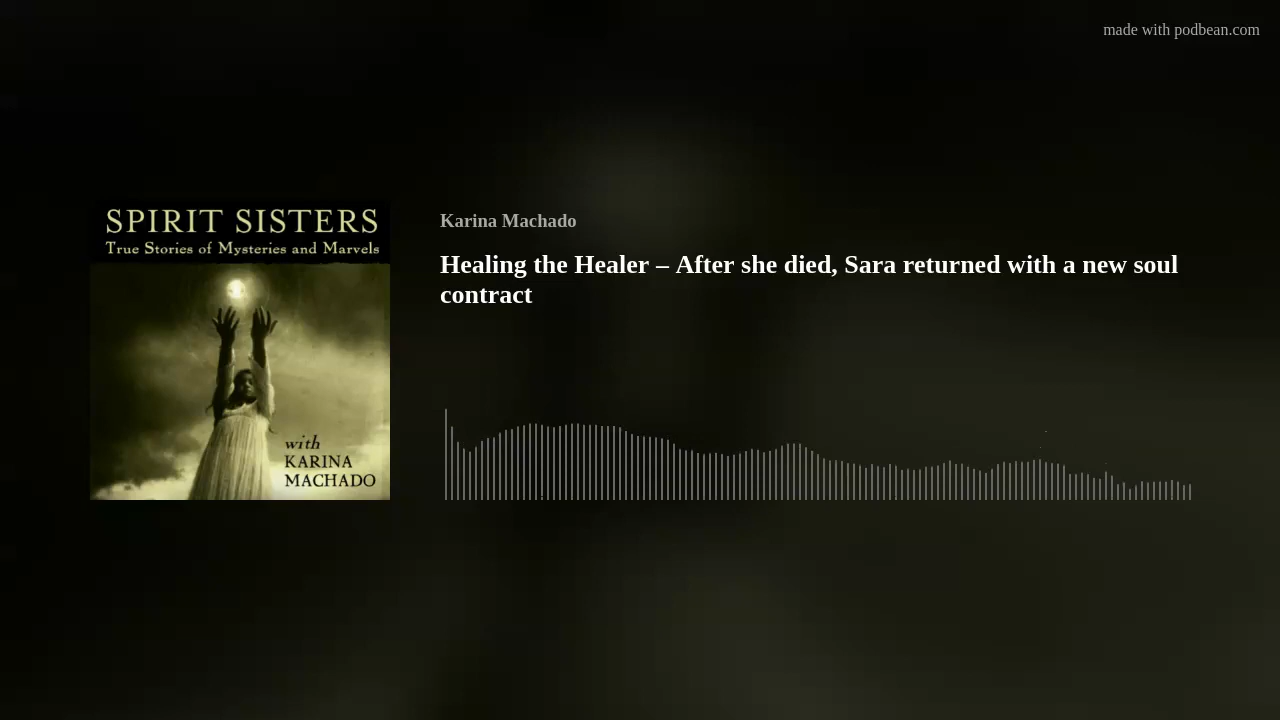 made with podbean.com
SPIRIT SISTERS
True Stories of Mysteries and Marvels
with
KARINA
MACHADO
Karina Machado
Healing the Healer – After she died, Sara returned with a new soul
contract